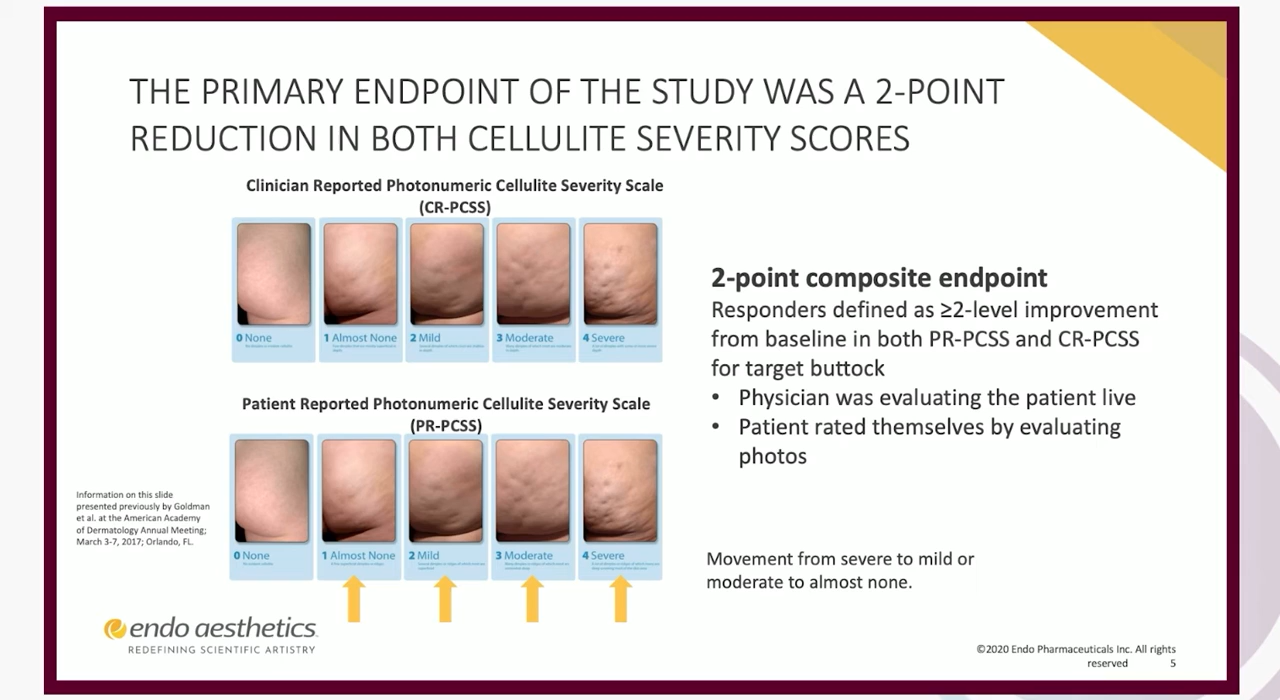 THE PRIMARY ENDPOINT OF THE STUDY WAS A 2-POINT
REDUCTION IN BOTH CELLULITE SEVERITY SCORES
Clinician Reported Photonumeric Cellulite Severity Scale
(CR-PCSS)
0 None
1 Almost None
2 Mild
3 Moderate
4 Severe
Patient Reported Photonumeric Cellulite Severity Scale
(PR-PCSS)
0 None
1 Almost None
2 Mild
3 Moderate
4 Severe
2-point composite endpoint
Responders defined as ≥2-level improvement
from baseline in both PR-PCSS and CR-PCSS
for target buttock
• Physician was evaluating the patient live
• Patient rated themselves by evaluating
photos
Movement from severe to mild or
moderate to almost none.
Information on this slide
presented previously by Goldman
et al. at the American Academy
of Dermatology Annual Meeting;
March 3-7, 2017; Orlando, FL.
endo aesthetics.
REDEFINING SCIENTIFIC ARTISTRY
©2020 Endo Pharmaceuticals Inc. All rights
reserved 5